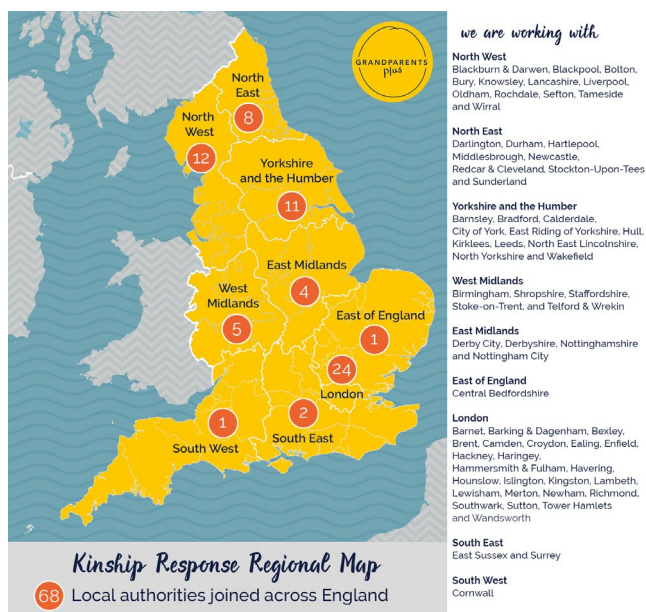 GRANDPARENTS
plus
North
East
8
North
West
12
Yorkshire
and the Humber
11
East Midlands
4
West
Midlands
5
East of England
1
24
London
2
South East
1
South West
Kinship Response Regional Map
68 Local authorities joined across England
we are working with
North West
Blackburn & Darwen, Blackpool, Bolton,
Bury, Knowsley, Lancashire, Liverpool,
Oldham, Rochdale, Sefton, Tameside
and Wirral
North East
Darlington, Durham, Hartlepool,
Middlesbrough, Newcastle,
Redcar & Cleveland, Stockton-Upon-Tees
and Sunderland
Yorkshire and the Humber
Barnsley, Bradford, Calderdale,
City of York, East Riding of Yorkshire, Hull,
Kirklees, Leeds, North East Lincolnshire,
North Yorkshire and Wakefield
West Midlands
Birmingham, Shropshire, Staffordshire,
Stoke-on-Trent, and Telford & Wrekin
East Midlands
Derby City, Derbyshire, Nottinghamshire
and Nottingham City
East of England
Central Bedfordshire
London
Barnet, Barking & Dagenham, Bexley,
Brent, Camden, Croydon, Ealing, Enfield,
Hackney, Haringey,
Hammersmith & Fulham, Havering,
Hounslow, Islington, Kingston, Lambeth,
Lewisham, Merton, Newham, Richmond,
Southwark, Sutton, Tower Hamlets
and Wandsworth
South East
East Sussex and Surrey
South West
Cornwall